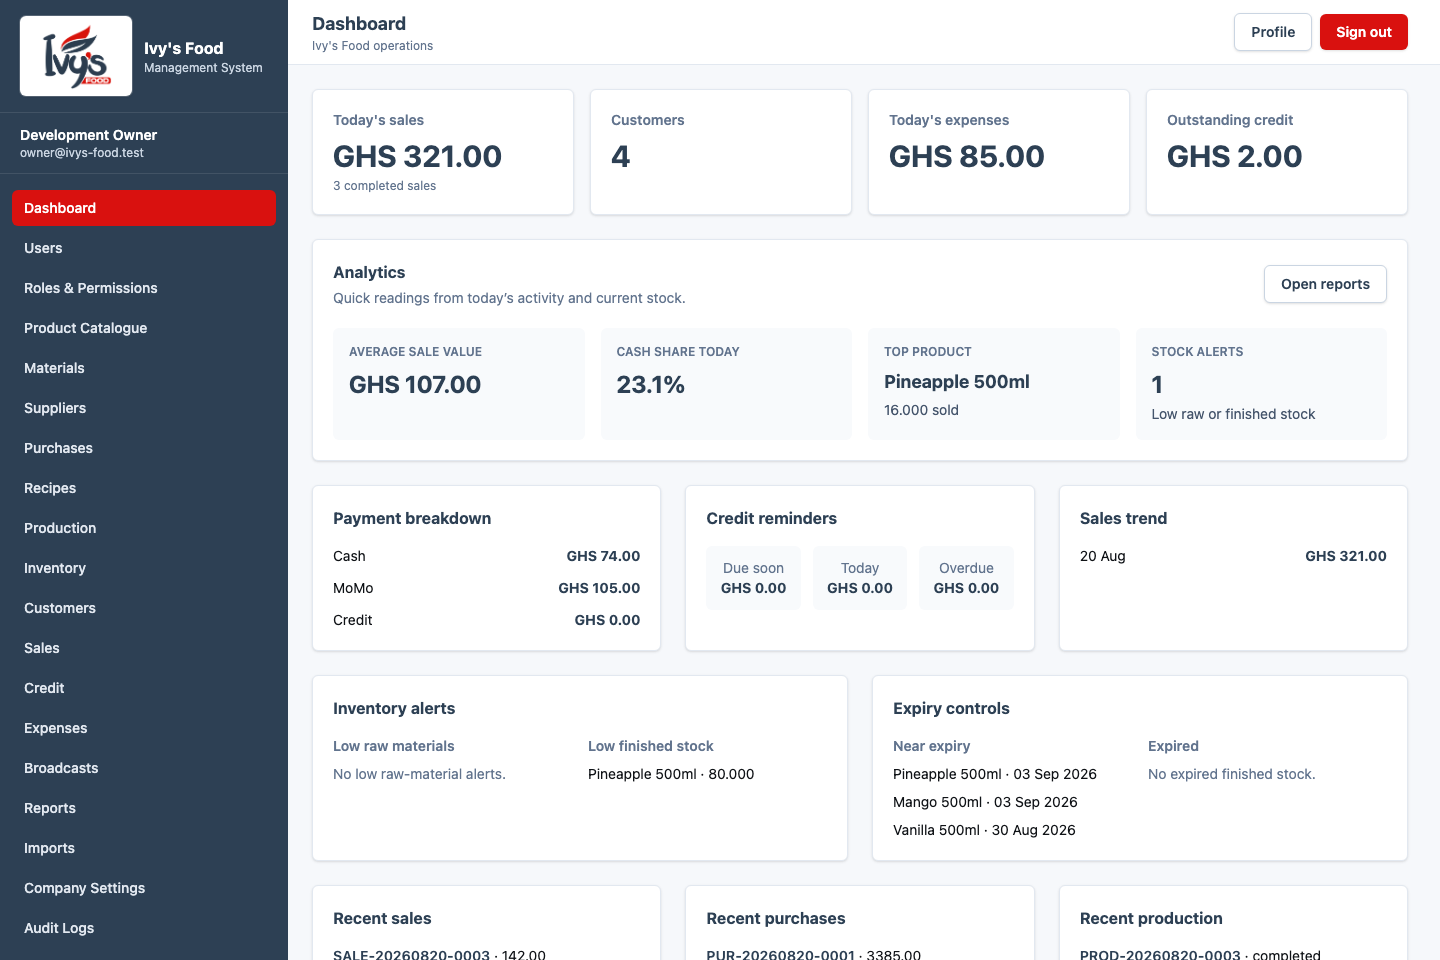 Ivy's
FOOD
Ivy's Food
Management System
Development Owner
owner@ivys-food.test
Dashboard
Users
Roles & Permissions
Product Catalogue
Materials
Suppliers
Purchases
Recipes
Production
Inventory
Customers
Sales
Credit
Expenses
Broadcasts
Reports
Imports
Company Settings
Audit Logs
Dashboard
Ivy's Food operations
Profile
Sign out
Today's sales
GHS 321.00
3 completed sales
Customers
4
Today's expenses
GHS 85.00
Outstanding credit
GHS 2.00
Analytics
Quick readings from today’s activity and current stock.
Open reports
AVERAGE SALE VALUE
GHS 107.00
CASH SHARE TODAY
23.1%
TOP PRODUCT
Pineapple 500ml
16.000 sold
STOCK ALERTS
1
Low raw or finished stock
Payment breakdown
Cash GHS 74.00
MoMo GHS 105.00
Credit GHS 0.00
Credit reminders
Due soon
GHS 0.00
Today
GHS 0.00
Overdue
GHS 0.00
Sales trend
20 Aug GHS 321.00
Inventory alerts
Low raw materials
No low raw-material alerts.
Low finished stock
Pineapple 500ml · 80.000
Expiry controls
Near expiry
Pineapple 500ml · 03 Sep 2026
Mango 500ml · 03 Sep 2026
Vanilla 500ml · 30 Aug 2026
Expired
No expired finished stock.
Recent sales
SALE-20260820-0003 · 142.00
Recent purchases
PUR-20260820-0001 · 3385.00
Recent production
PROD-20260820-0003 · completed